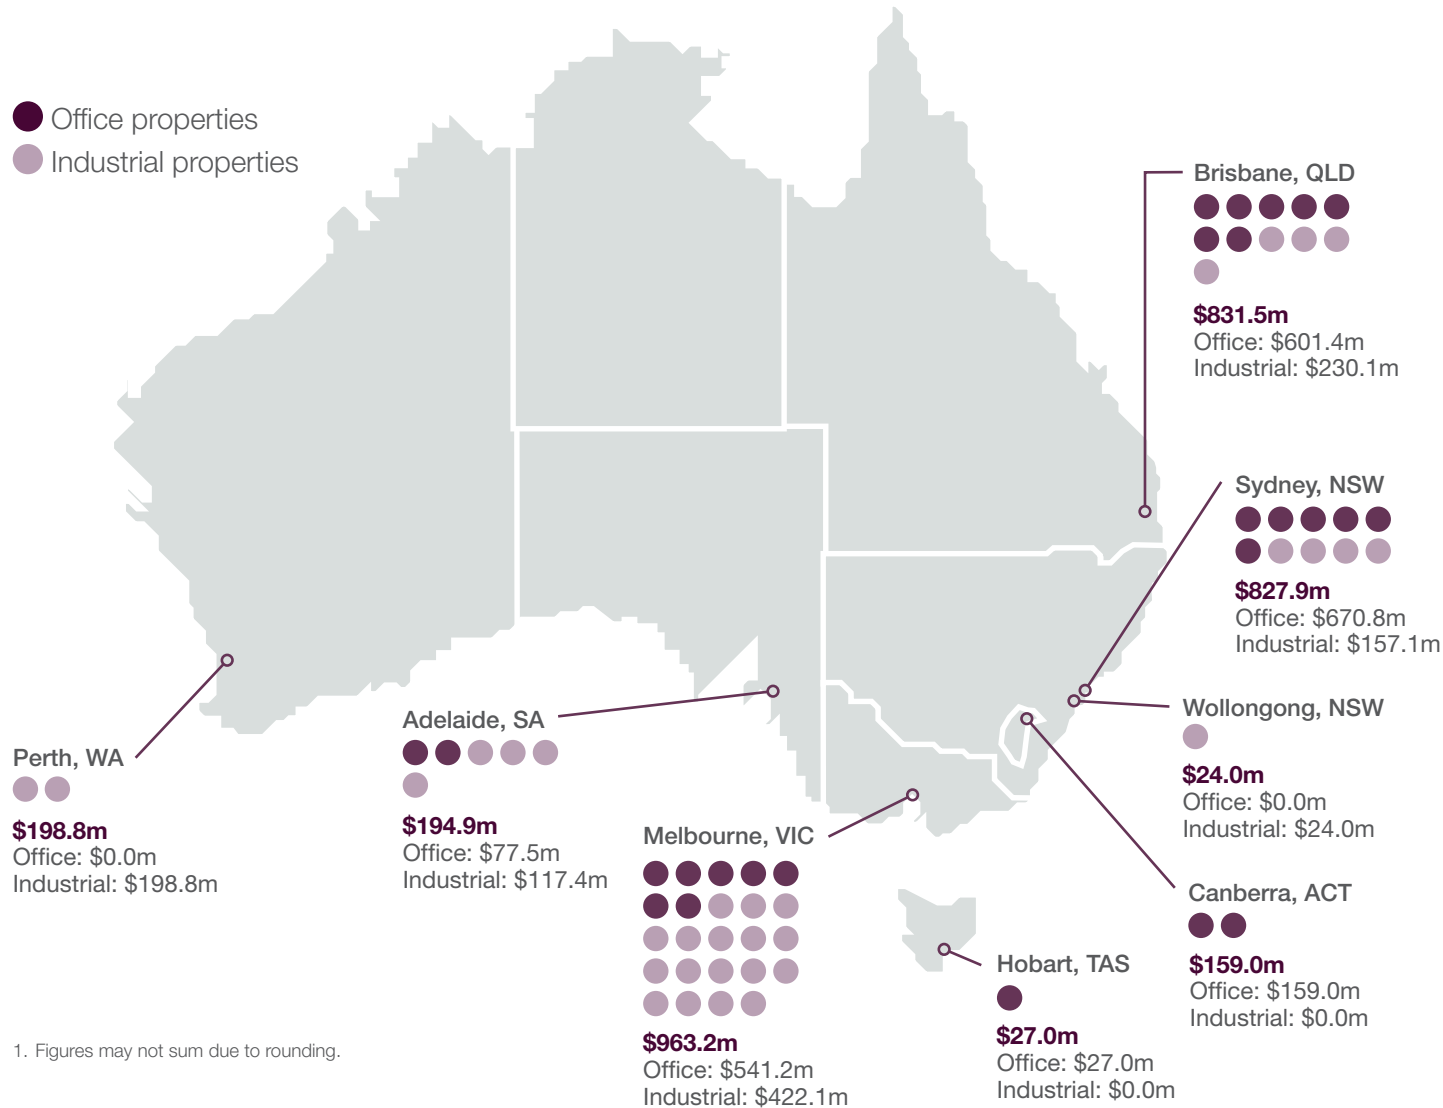 Office properties
Industrial properties
Brisbane, QLD
$831.5m
Office: $601.4m
Industrial: $230.1m
Sydney, NSW
$827.9m
Office: $670.8m
Industrial: $157.1m
Wollongong, NSW
$24.0m
Office: $0.0m
Industrial: $24.0m
Canberra, ACT
$159.0m
Office: $159.0m
Industrial: $0.0m
Hobart, TAS
$27.0m
Office: $27.0m
Industrial: $0.0m
Melbourne, VIC
$963.2m
Office: $541.2m
Industrial: $422.1m
Adelaide, SA
$194.9m
Office: $77.5m
Industrial: $117.4m
Perth, WA
$198.8m
Office: $0.0m
Industrial: $198.8m
1. Figures may not sum due to rounding.